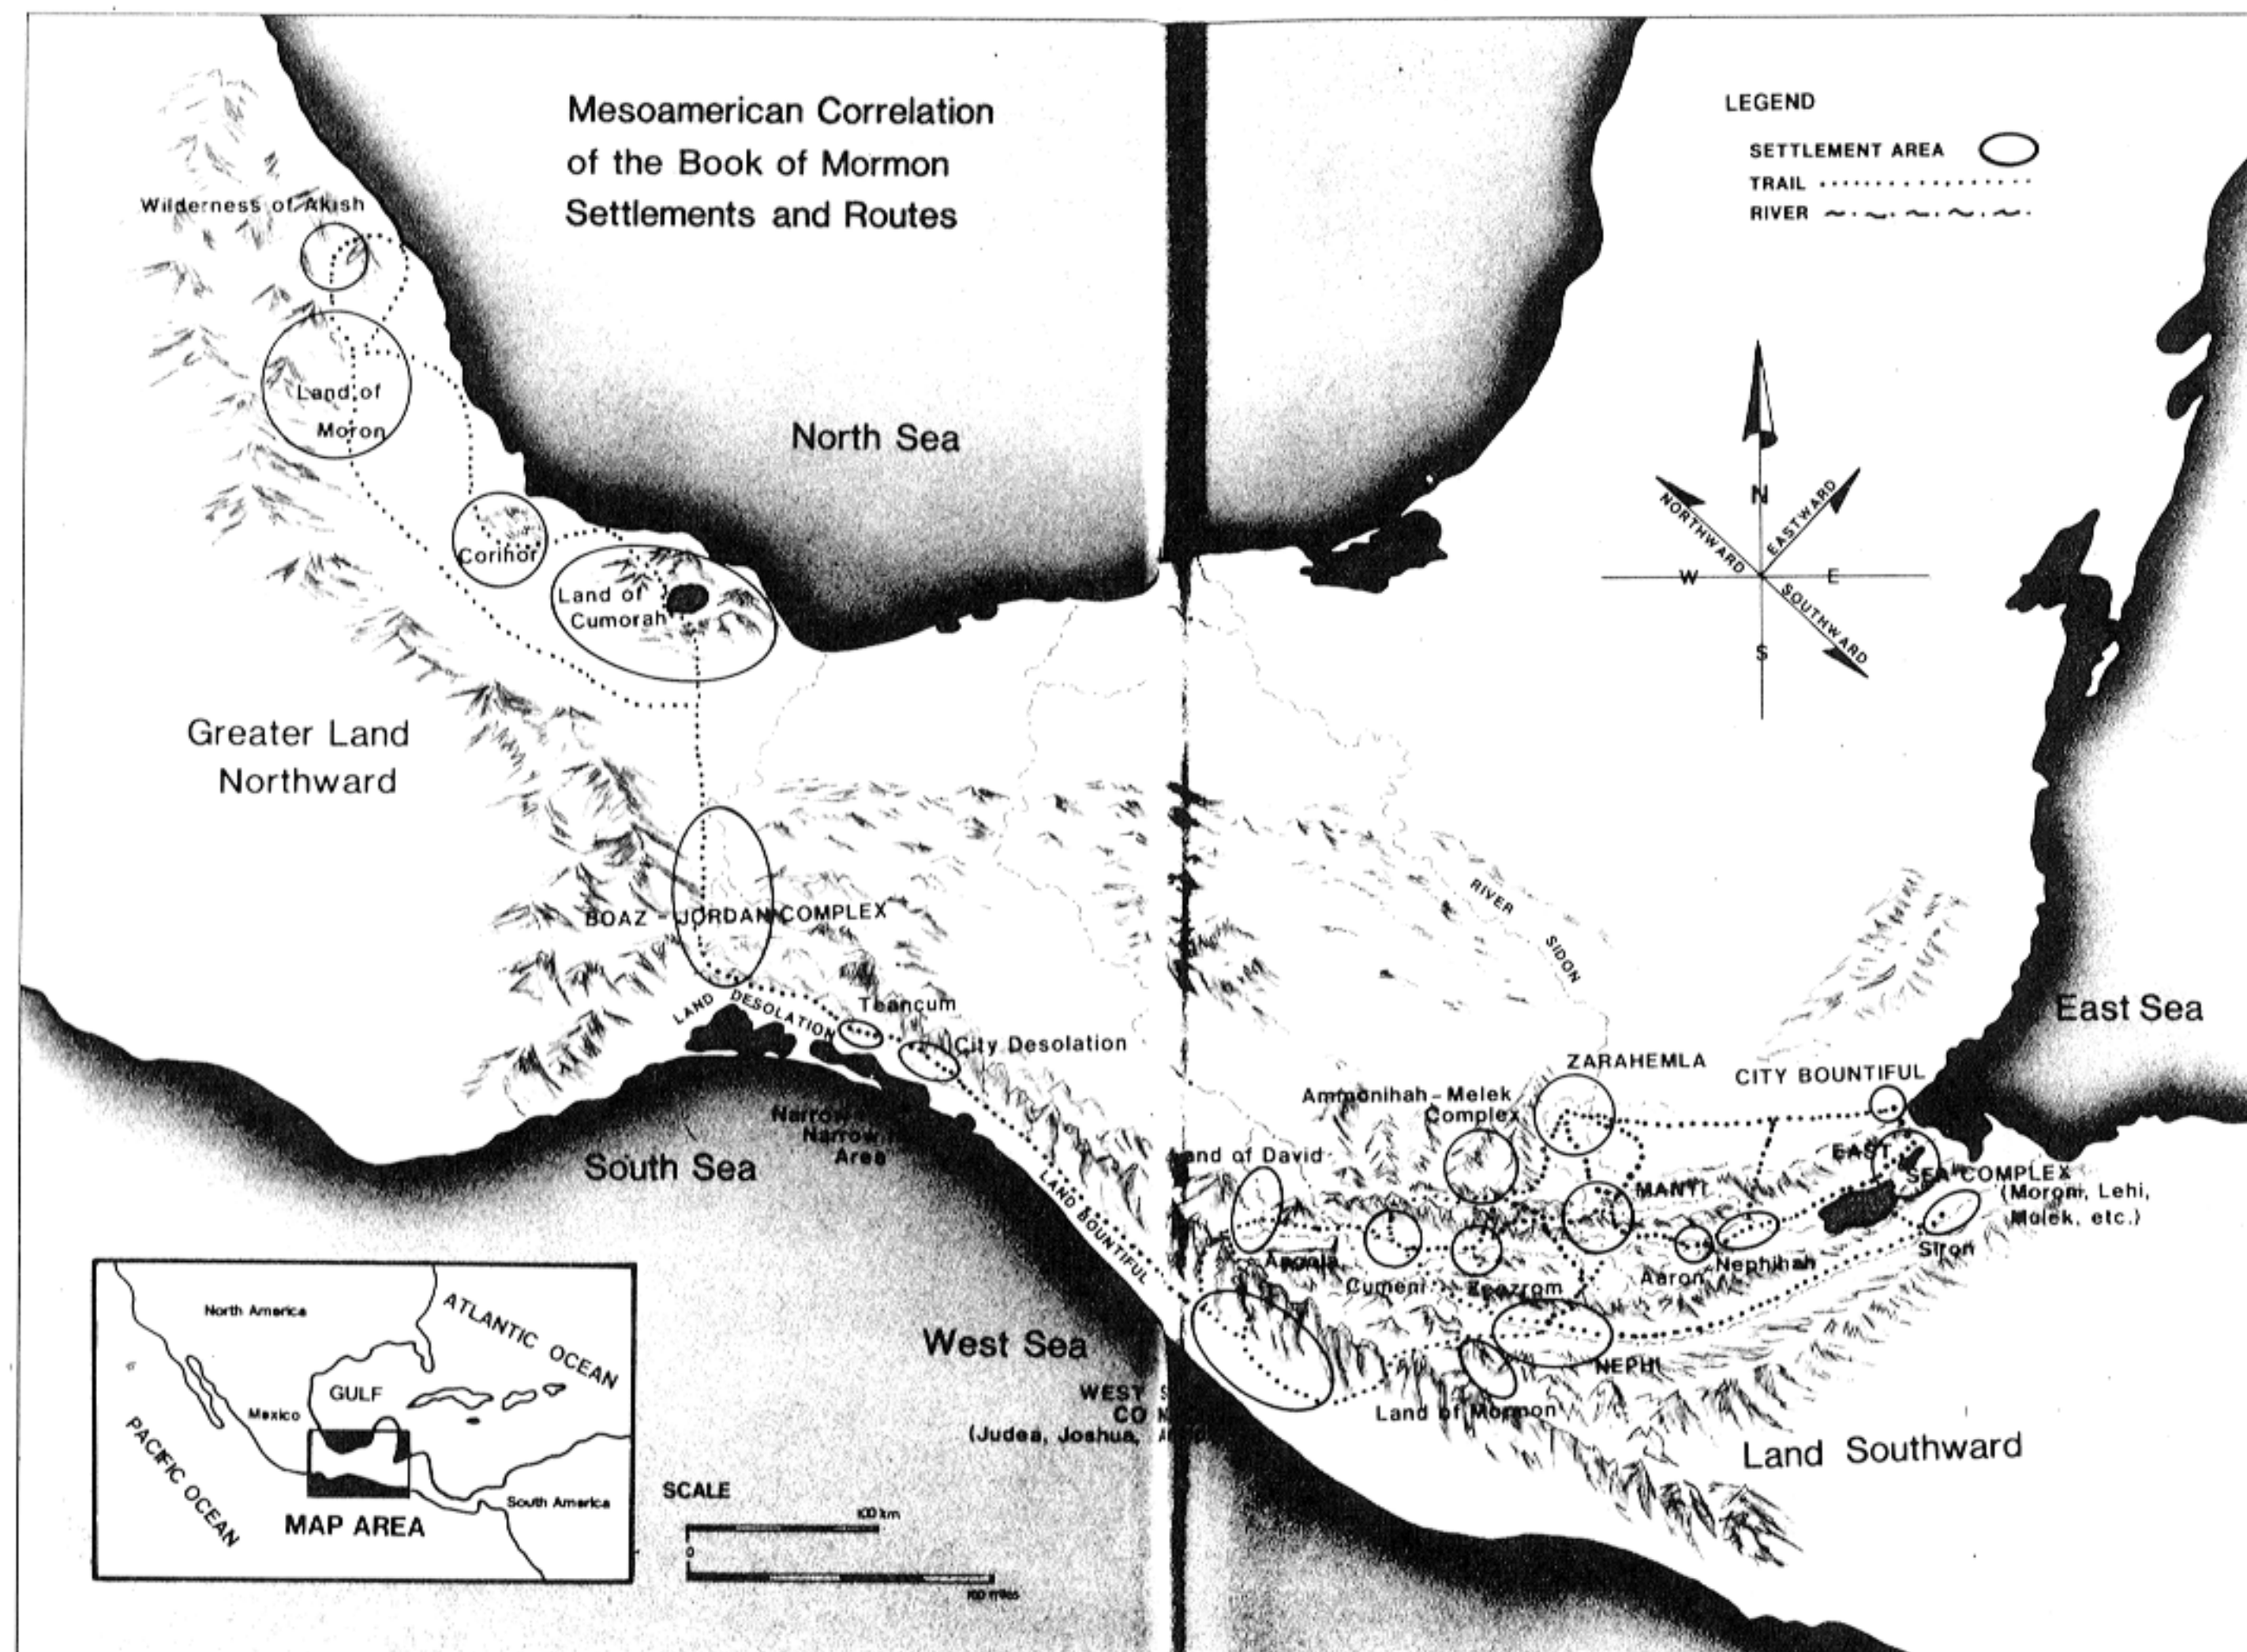 Mesoamerican Correlation
of the Book of Mormon
Settlements and Routes
LEGEND
SETTLEMENT AREA
TRAIL
RIVER
Wilderness of Akish
Land of
Moron
North Sea
Corihor
Land of
Cumorah
N
NORTHWARD
EASTWARD
W
E
SOUTHWARD
S
Greater Land
Northward
BOAZ - JORDAN COMPLEX
RIVER
SIDON
LAND DESOLATION
Teancum
City Desolation
East Sea
ZARAHEMLA
CITY BOUNTIFUL
Ammonihah-Melek
Complex
Narrow
Narrow
Area
South Sea
and of David
LAND BOUNTIFUL
MANTI
EAST
SEA COMPLEX
(Moroni, Lehi,
Mulek, etc.)
Siron
Cumeni
Zeezrom
Aaron
Nephihah
West Sea
NEPHI
WEST S
CO
(Judea, Joshua,
Land of Mormon
Land Southward
North America
ATLANTIC OCEAN
GULF
Mexico
PACIFIC OCEAN
South America
MAP AREA
SCALE
100 km
0
100 miles